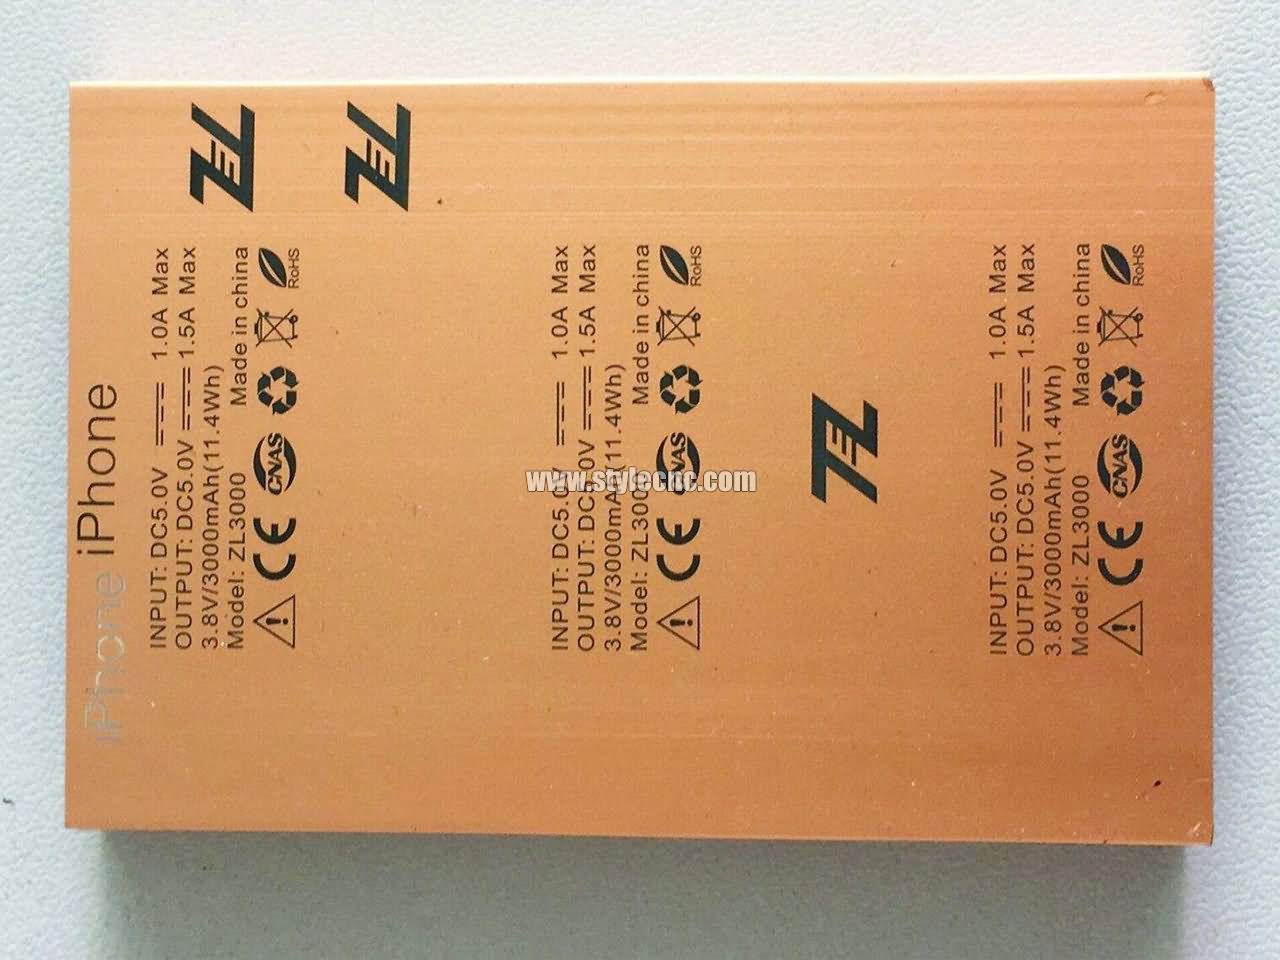 iPhone iPhone
INPUT: DC5.0V 1.0A Max
OUTPUT: DC5.0V 1.5A Max
3.8V/3000mAh(11.4Wh)
Model: ZL3000 Made in china
CE CNAS RoHS
INPUT: DC5.0V 1.0A Max
OUTPUT: DC5.0V 1.5A Max
3.8V/3000mAh(11.4Wh)
Model: ZL3000 Made in china
CE CNAS RoHS
INPUT: DC5.0V 1.0A Max
OUTPUT: DC5.0V 1.5A Max
3.8V/3000mAh(11.4Wh)
Model: ZL3000 Made in china
CE CNAS RoHS
www.stylecnc.com